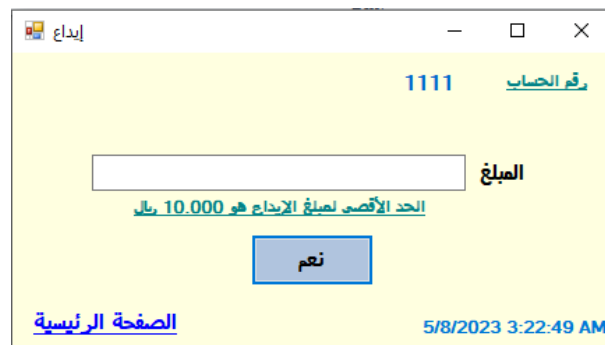 إيداع
رقم الحساب 1111
المبلغ
الحد الأقصى لمبلغ الإيداع هو 10.000 ريال
نعم
الصفحة الرئيسية
5/8/2023 3:22:49 AM